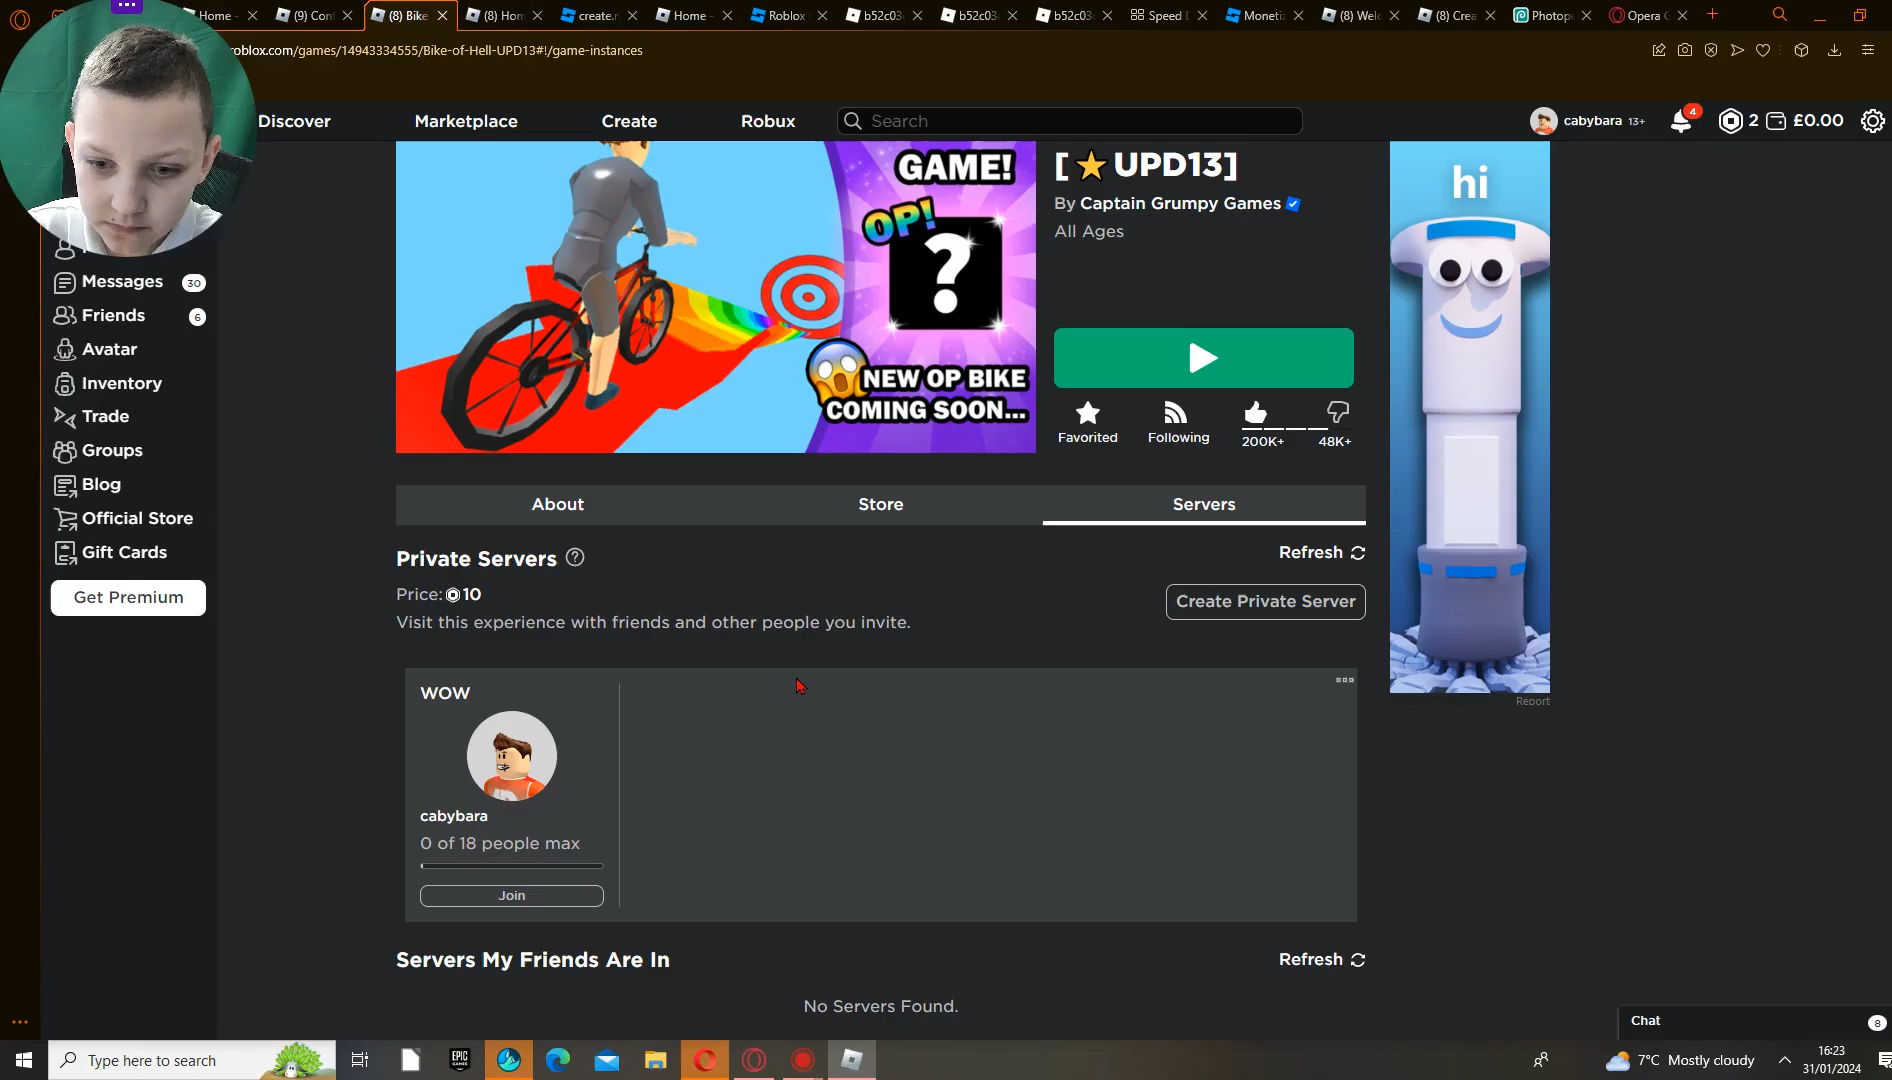 Home -
(9) Con
(8) Bike
(8) Hom
create.r
Home -
Roblox
b52c03
b52c03
b52c03
Speed D
Moneti
(8) Wel
(8) Crea
Photop
Opera G
roblox.com/games/14943334555/Bike-of-Hell-UPD13#!/game-instances
Discover
Marketplace
Create
Robux
Search
cabybara 13+
4
2
£0.00
Messages 30
Friends 6
Avatar
Inventory
Trade
Groups
Blog
Official Store
Gift Cards
Get Premium
GAME!
OP!
?
NEW OP BIKE
COMING SOON...
[⭐UPD13]
By Captain Grumpy Games
All Ages
Favorited
Following
200K+
48K+
hi
Report
About
Store
Servers
Private Servers ?
Refresh
Price: 10
Create Private Server
Visit this experience with friends and other people you invite.
WOW
cabybara
0 of 18 people max
Join
Servers My Friends Are In
Refresh
No Servers Found.
Chat
8
Type here to search
EPIC
GAMES
7°C Mostly cloudy
16:23
31/01/2024